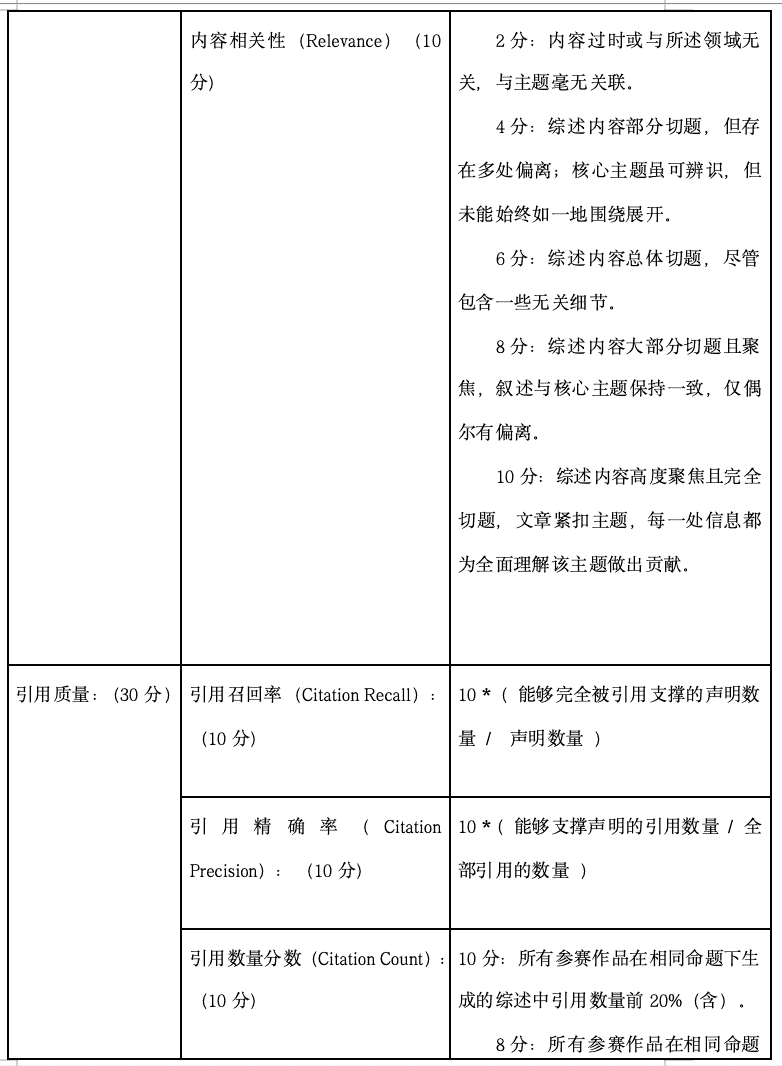 内容相关性（Relevance）（10
分）
2 分：内容过时或与所述领域无
关，与主题毫无关联。
4 分：综述内容部分切题，但存
在多处偏离；核心主题虽可辨识，但
未能始终如一地围绕展开。
6 分：综述内容总体切题，尽管
包含一些无关细节。
8 分：综述内容大部分切题且聚
焦，叙述与核心主题保持一致，仅偶
尔有偏离。
10 分：综述内容高度聚焦且完全
切题，文章紧扣主题，每一处信息都
为全面理解该主题做出贡献。
引用质量：（30 分）
引用召回率（Citation Recall）：
（10 分）
10 *（ 能够完全被引用支撑的声明数
量 / 声明数量 ）
引用精确率（Citation
Precision）：（10 分）
10 *（ 能够支撑声明的引用数量 / 全
部引用的数量 ）
引用数量分数（Citation Count）：
（10 分）
10 分：所有参赛作品在相同命题下生
成的综述中引用数量前 20%（含）。
8 分：所有参赛作品在相同命题